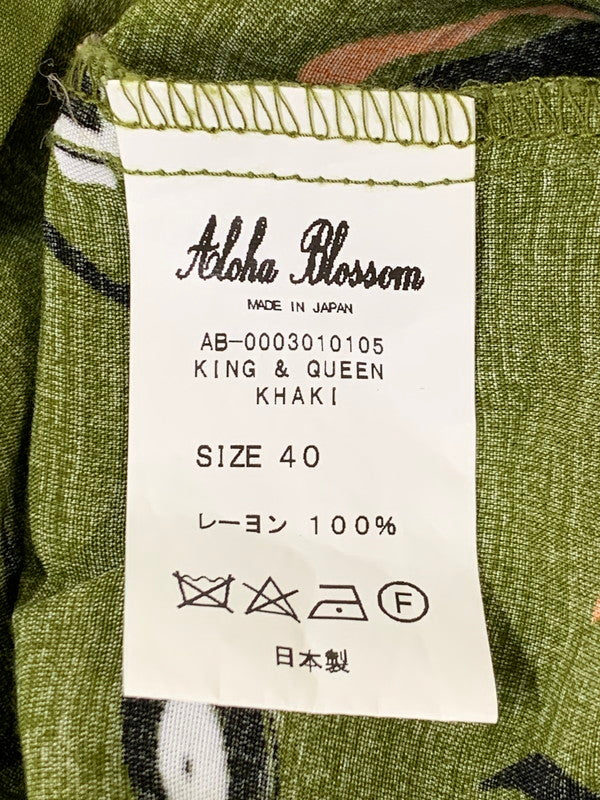 Aloha Blossom
MADE IN JAPAN
AB-0003010105
KING & QUEEN
KHAKI
SIZE 40
レーヨン 100%
F
日本製